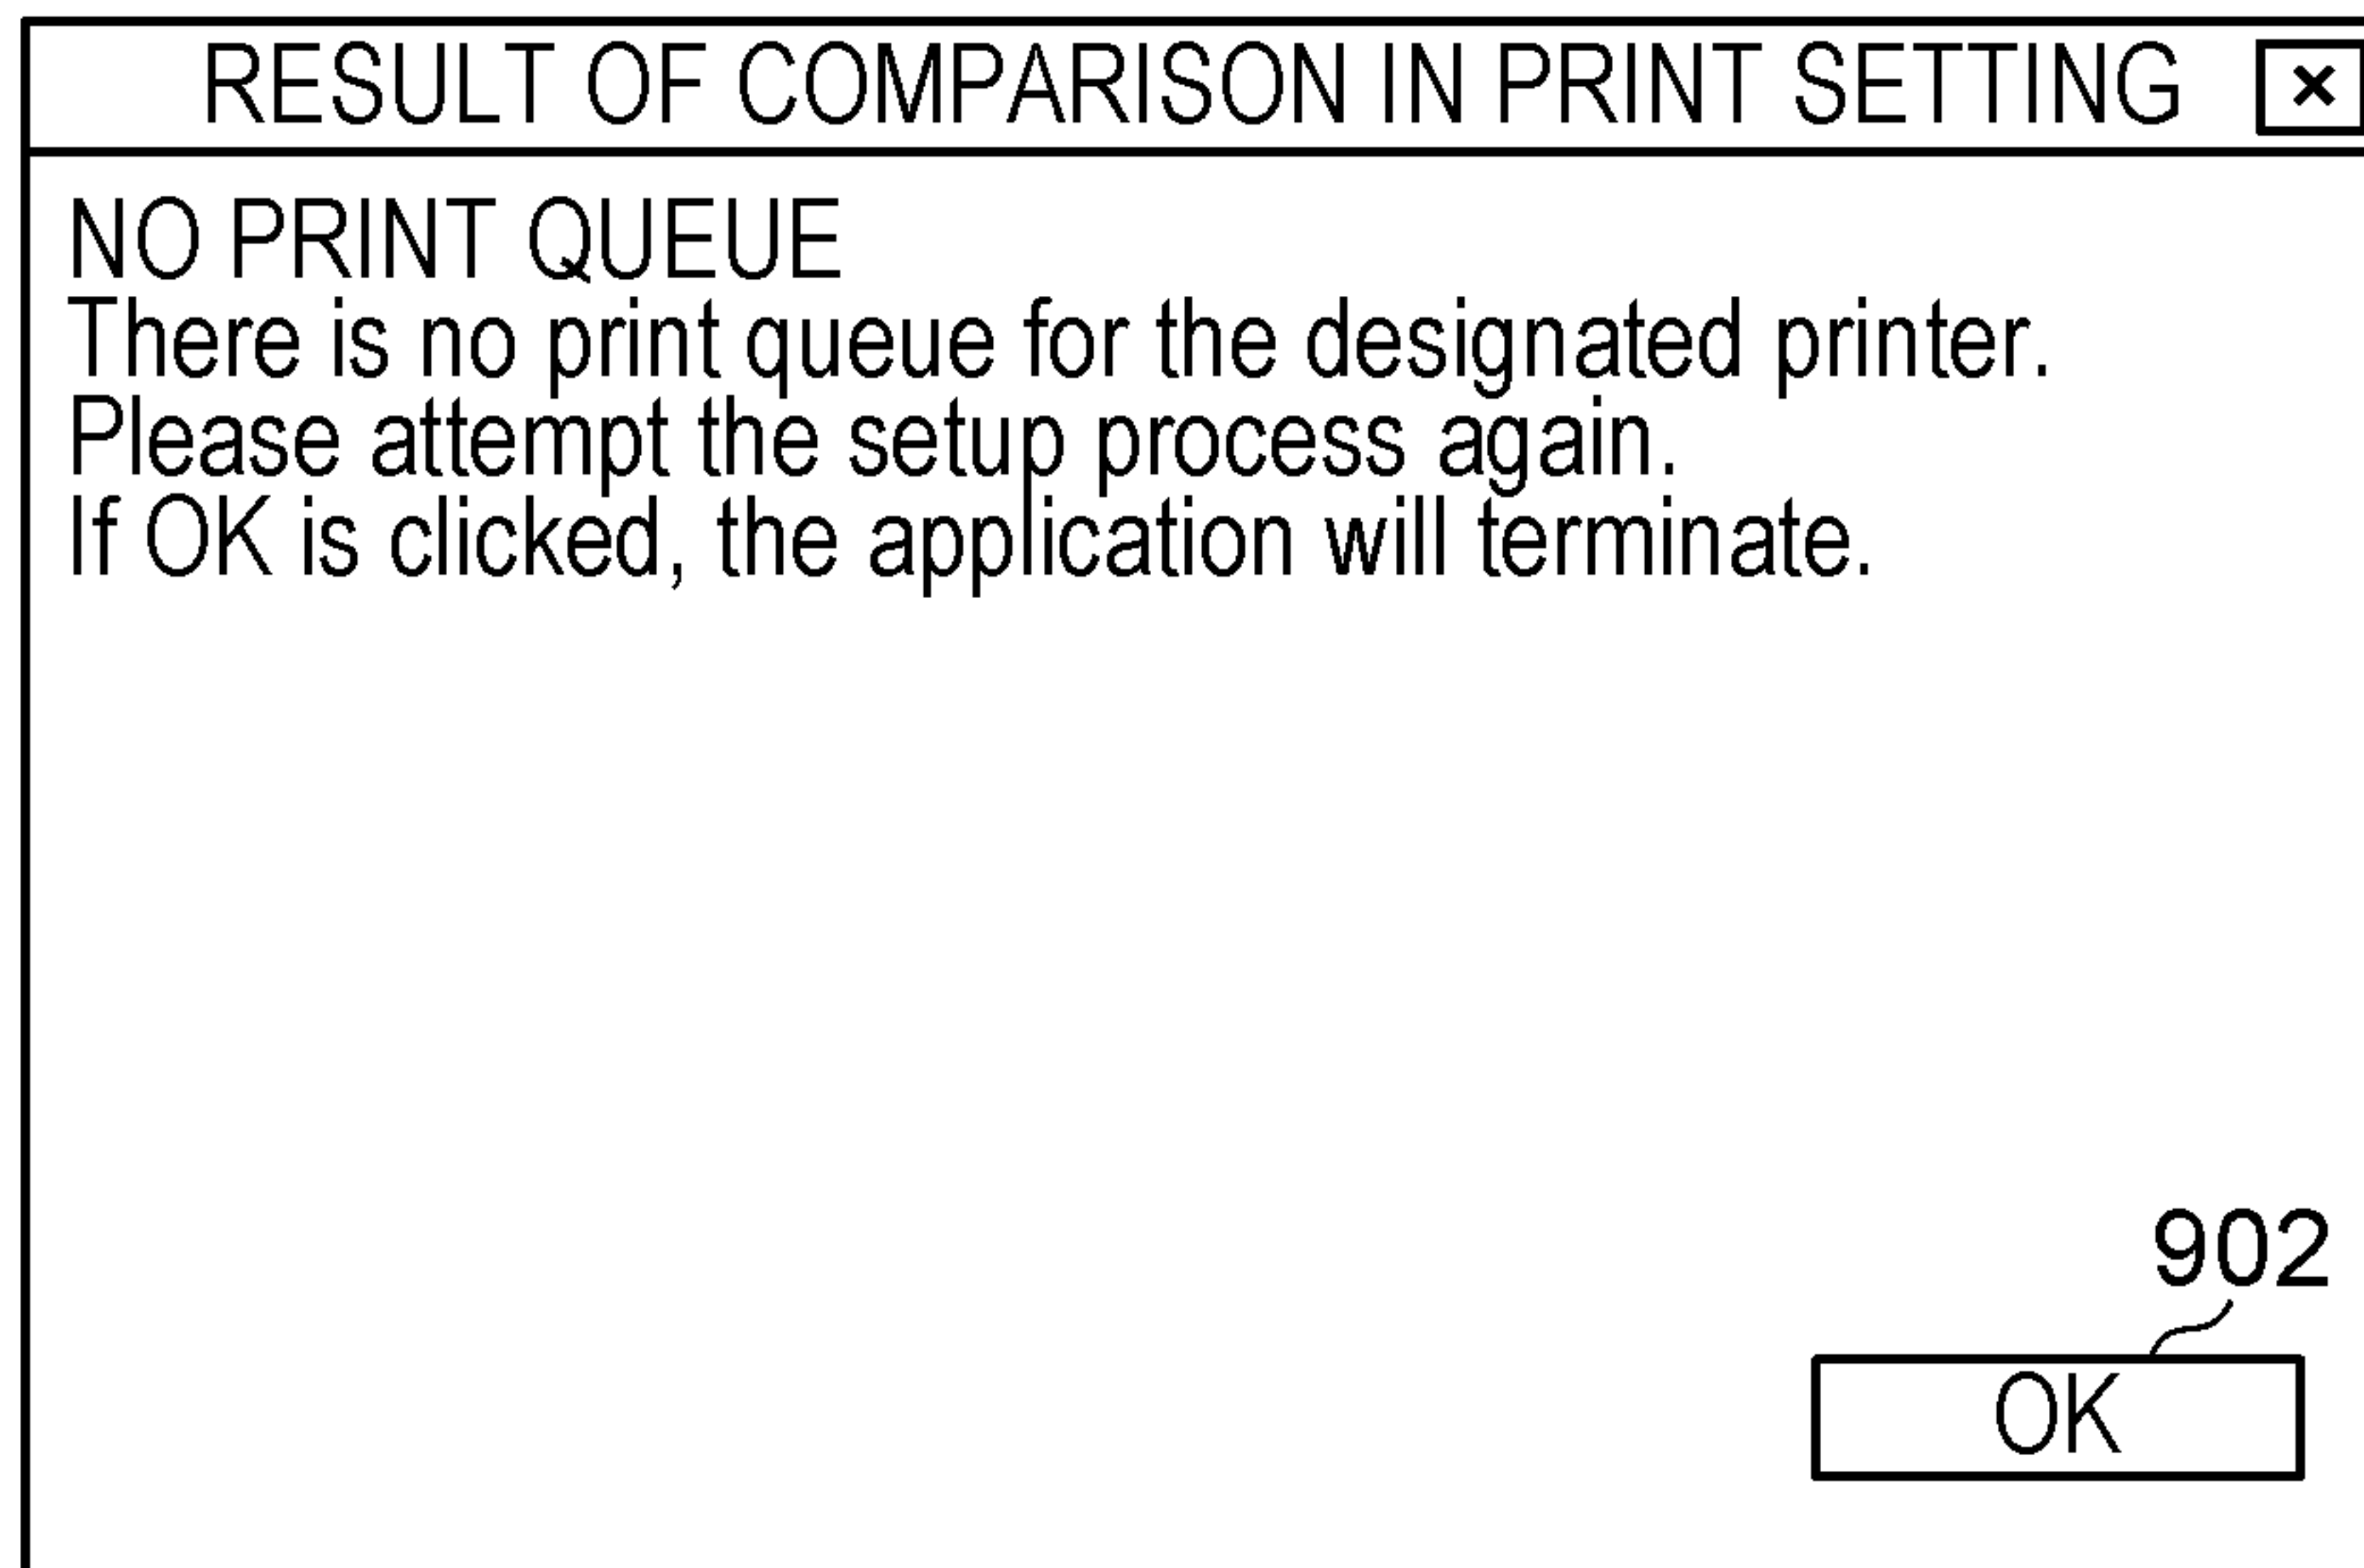 RESULT OF COMPARISON IN PRINT SETTING ×
NO PRINT QUEUE
There is no print queue for the designated printer.
Please attempt the setup process again.
If OK is clicked, the application will terminate.
902
OK